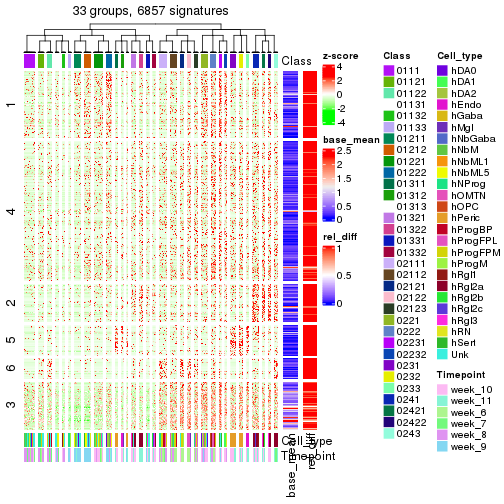 33 groups, 6857 signatures
Class
1
4
2
5
6
3
Cell_type
Timepoint
base_mean
rel_diff
z-score
4
2
0
-2
-4
base_mean
2.5
2
1.5
1
0.5
0
rel_diff
1
0.5
0
Class
0111
01121
01122
01131
01132
01133
01211
01212
01221
01222
01311
01312
01313
01321
01322
01331
01332
02111
02112
02121
02122
02123
0221
0222
02231
02232
0231
0232
0233
0241
02421
02422
0243
Cell_type
hDA0
hDA1
hDA2
hEndo
hGaba
hMgl
hNbGaba
hNbM
hNbML1
hNbML5
hNProg
hOMTN
hOPC
hPeric
hProgBP
hProgFPL
hProgFPM
hProgM
hRgl1
hRgl2a
hRgl2b
hRgl2c
hRgl3
hRN
hSert
Unk
Timepoint
week_10
week_11
week_6
week_7
week_8
week_9